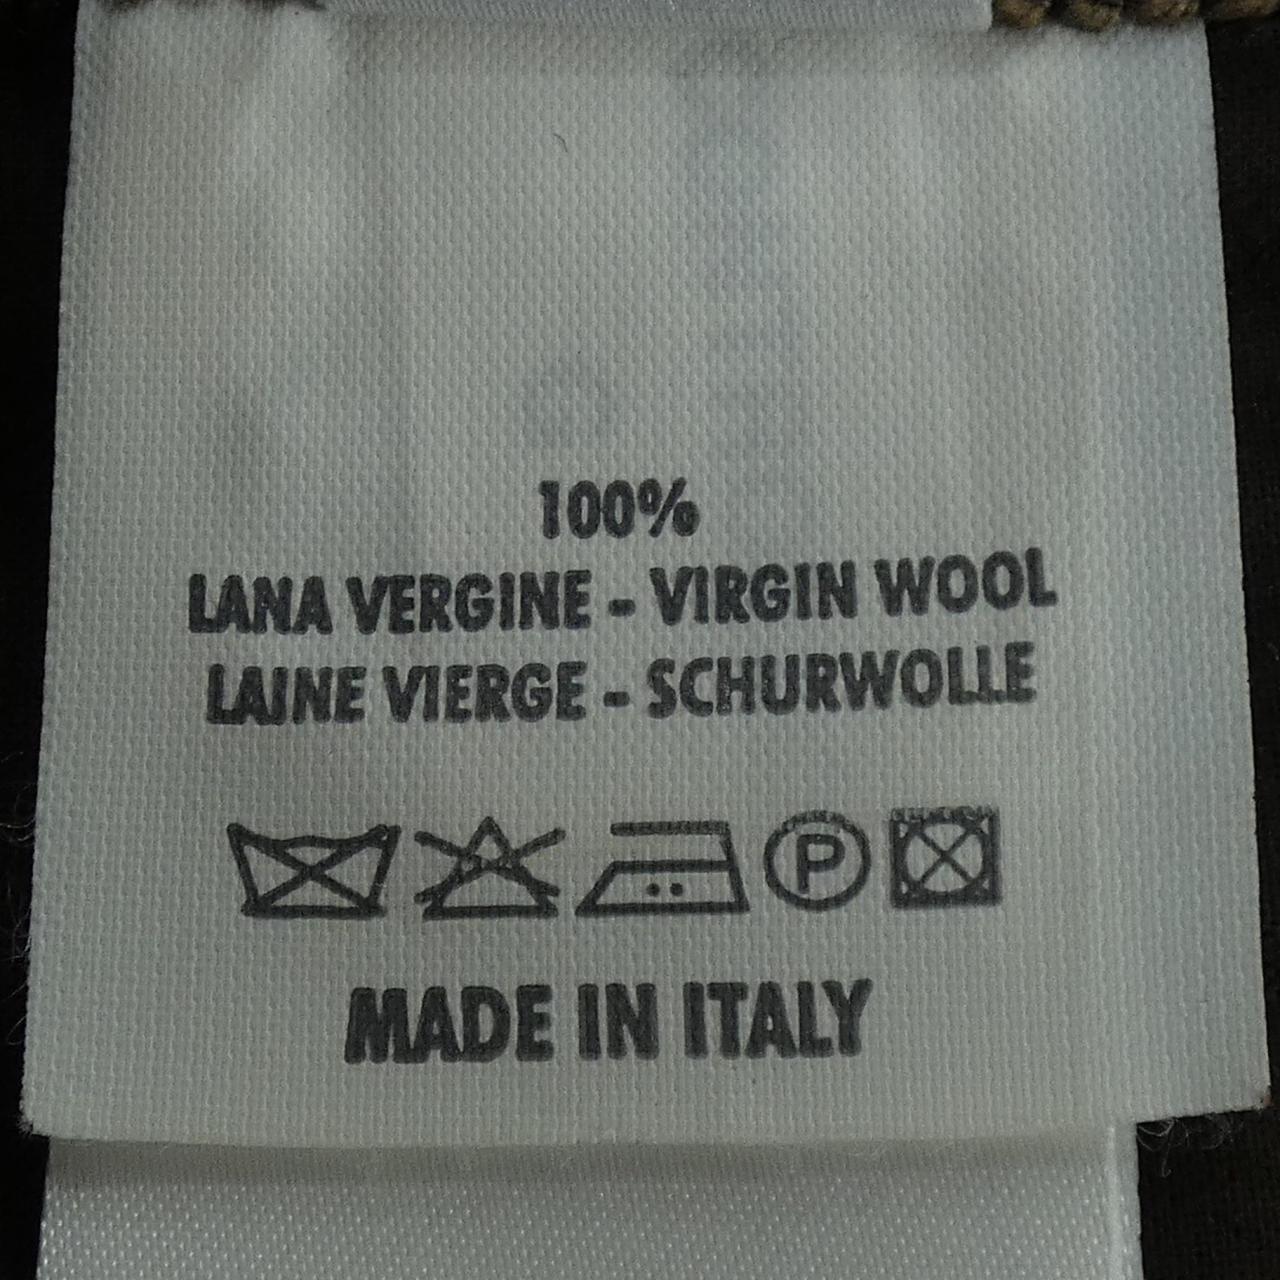 100%
LANA VERGINE - VIRGIN WOOL
LAINE VIERGE - SCHURWOLLE
P
MADE IN ITALY